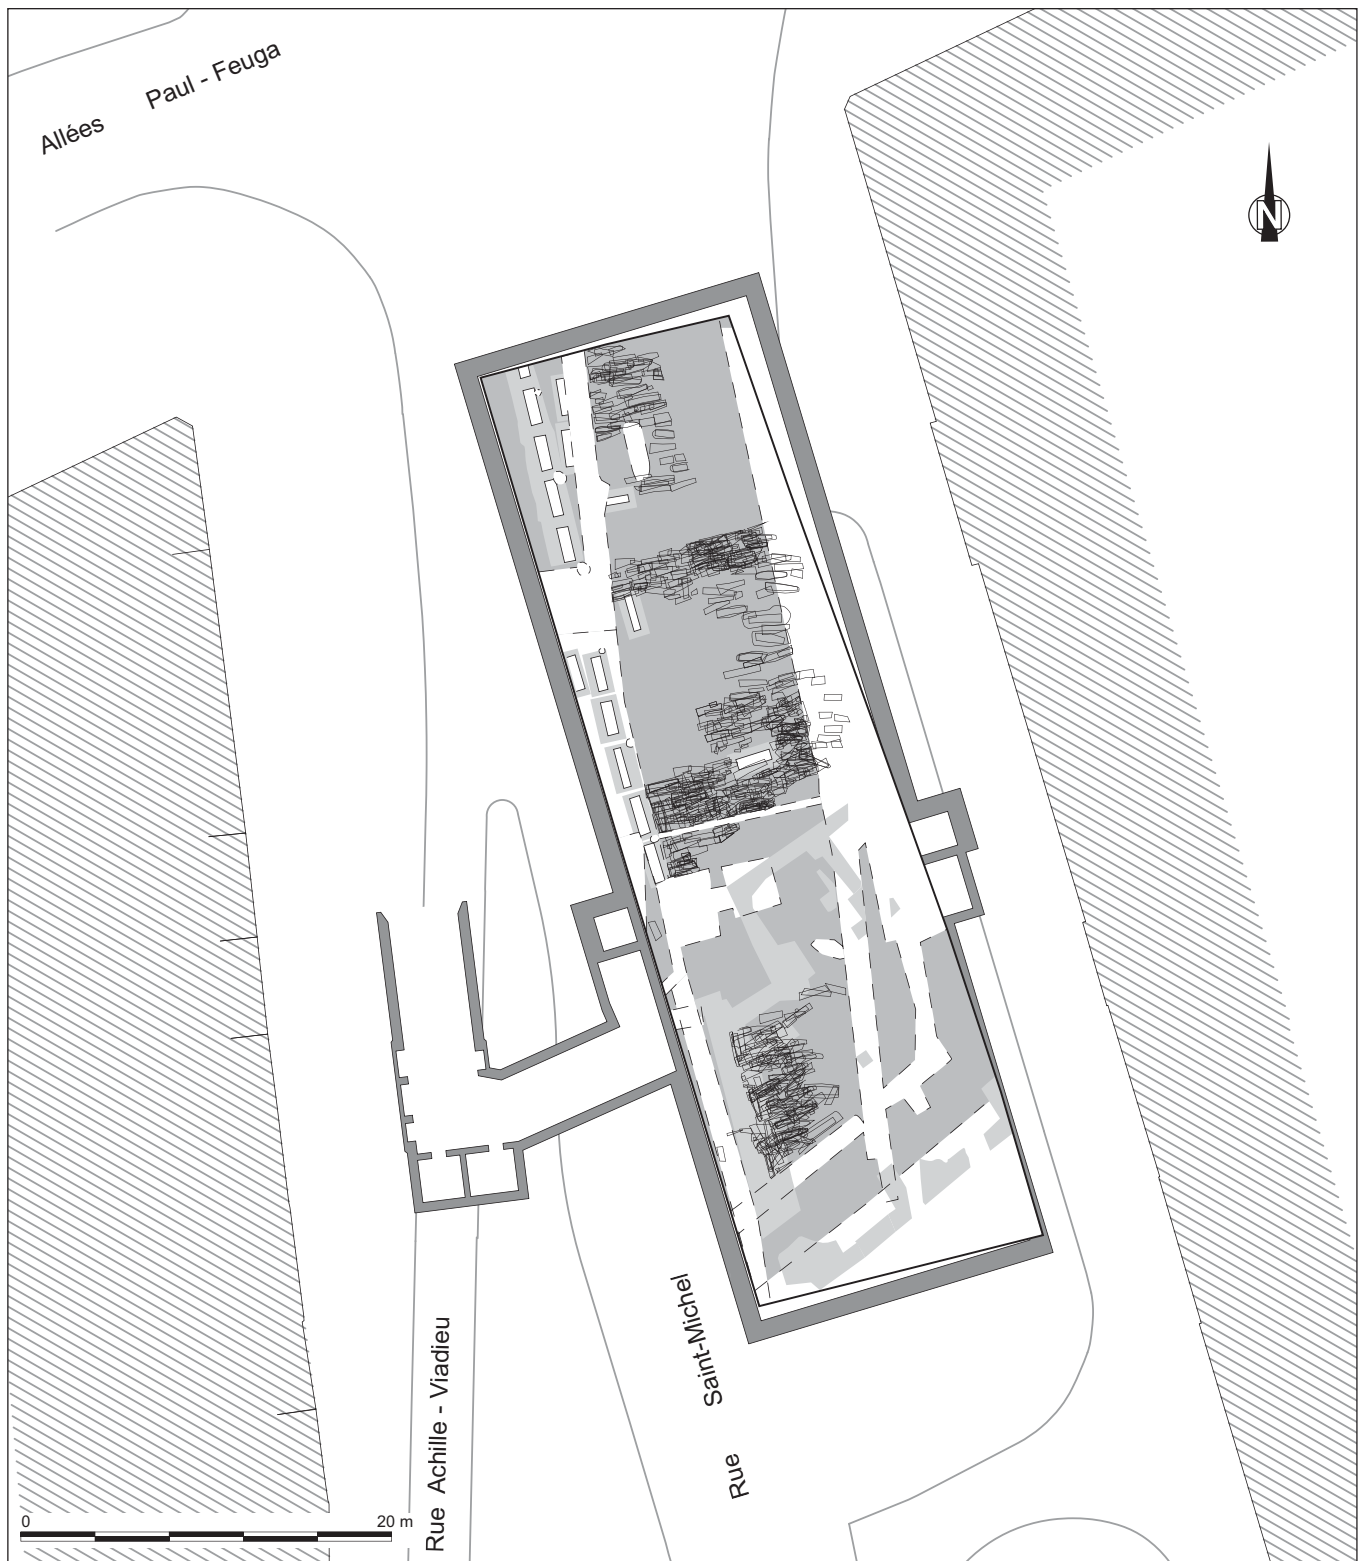 Allées Paul - Feuga
N
Rue Saint-Michel
Rue Achille - Viadieu
0 20 m